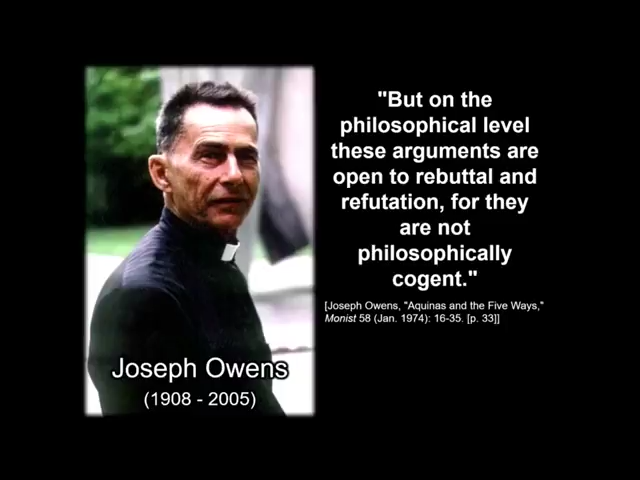 "But on the
philosophical level
these arguments are
open to rebuttal and
refutation, for they
are not
philosophically
cogent."
[Joseph Owens, "Aquinas and the Five Ways,"
Monist 58 (Jan. 1974): 16-35. [p. 33]]
Joseph Owens
(1908 - 2005)